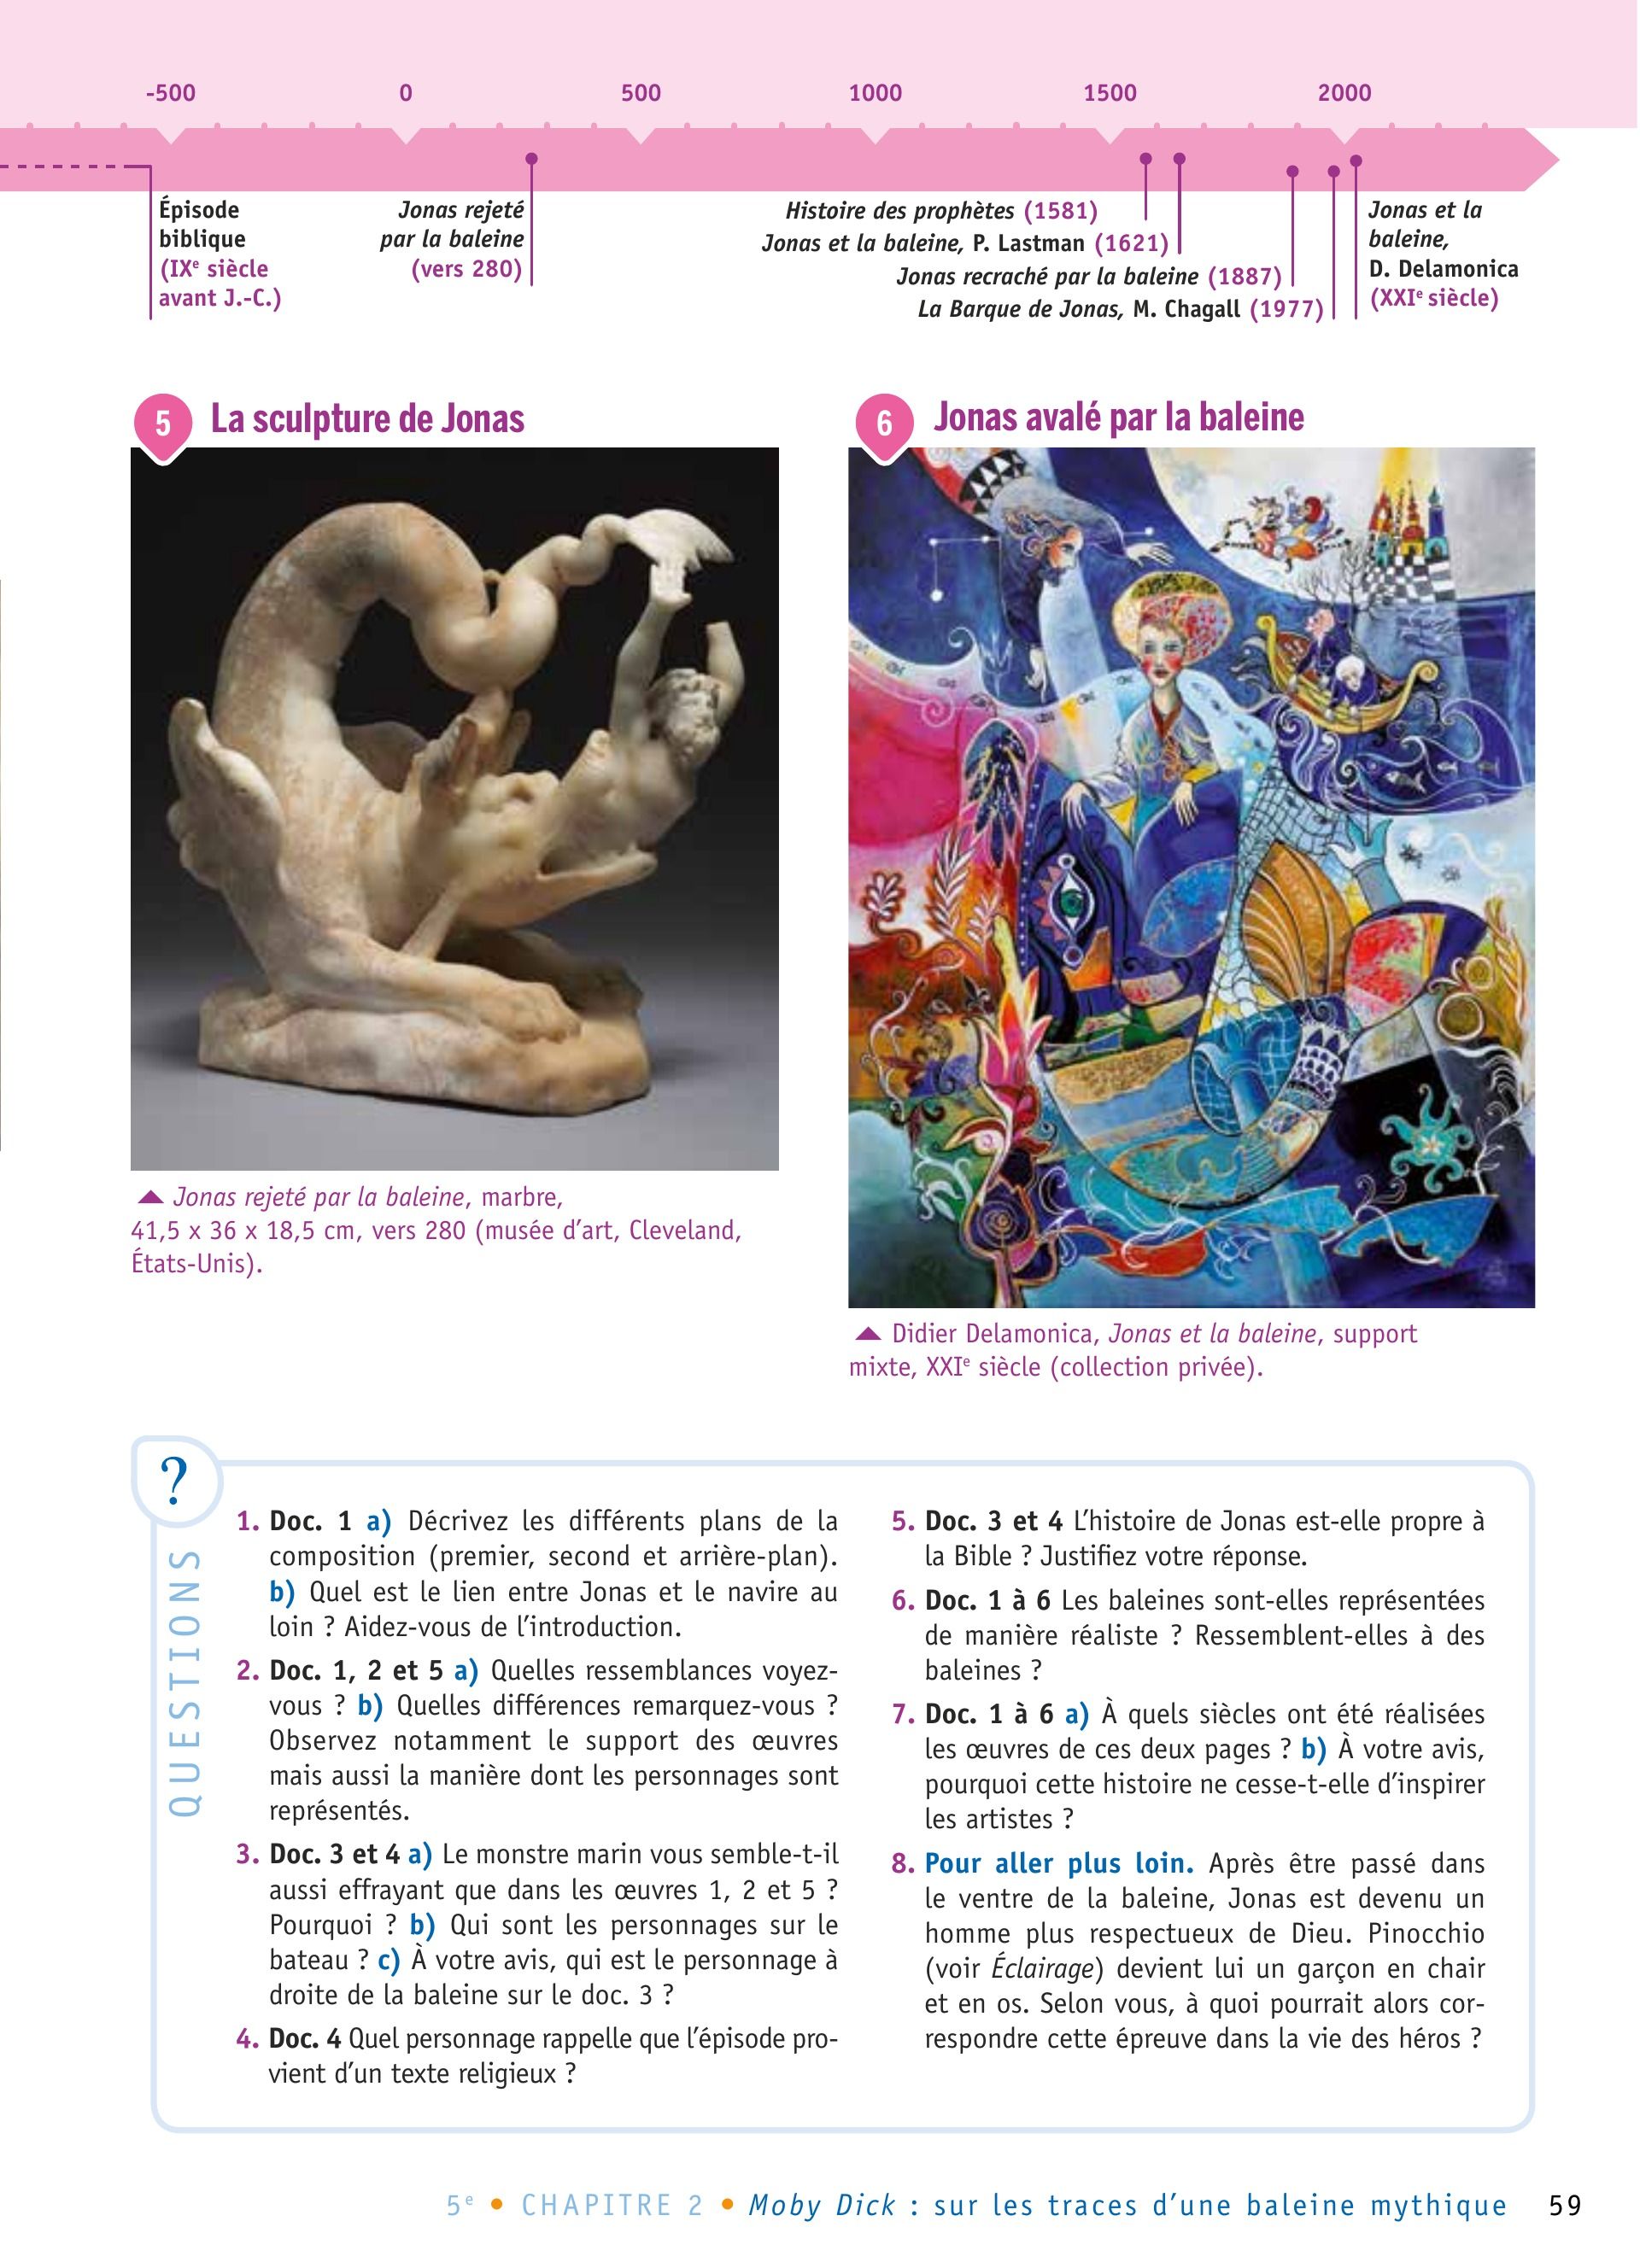 -500 0 500 1000 1500 2000
Épisode
biblique
(IXe siècle
avant J.-C.)
Jonas rejeté
par la baleine
(vers 280)
Histoire des prophètes (1581)
Jonas et la baleine, P. Lastman (1621)
Jonas recraché par la baleine (1887)
La Barque de Jonas, M. Chagall (1977)
Jonas et la
baleine,
D. Delamonica
(XXIe siècle)
5 La sculpture de Jonas
Jonas rejeté par la baleine, marbre,
41,5 x 36 x 18,5 cm, vers 280 (musée d’art, Cleveland,
États-Unis).
6 Jonas avalé par la baleine
Didier Delamonica, Jonas et la baleine, support
mixte, XXIe siècle (collection privée).
?
QUESTIONS
1. Doc. 1 a) Décrivez les différents plans de la
composition (premier, second et arrière-plan).
b) Quel est le lien entre Jonas et le navire au
loin ? Aidez-vous de l’introduction.
2. Doc. 1, 2 et 5 a) Quelles ressemblances voyez-
vous ? b) Quelles différences remarquez-vous ?
Observez notamment le support des œuvres
mais aussi la manière dont les personnages sont
représentés.
3. Doc. 3 et 4 a) Le monstre marin vous semble-t-il
aussi effrayant que dans les œuvres 1, 2 et 5 ?
Pourquoi ? b) Qui sont les personnages sur le
bateau ? c) À votre avis, qui est le personnage à
droite de la baleine sur le doc. 3 ?
4. Doc. 4 Quel personnage rappelle que l’épisode pro-
vient d’un texte religieux ?
5. Doc. 3 et 4 L’histoire de Jonas est-elle propre à
la Bible ? Justifiez votre réponse.
6. Doc. 1 à 6 Les baleines sont-elles représentées
de manière réaliste ? Ressemblent-elles à des
baleines ?
7. Doc. 1 à 6 a) À quels siècles ont été réalisées
les œuvres de ces deux pages ? b) À votre avis,
pourquoi cette histoire ne cesse-t-elle d’inspirer
les artistes ?
8. Pour aller plus loin. Après être passé dans
le ventre de la baleine, Jonas est devenu un
homme plus respectueux de Dieu. Pinocchio
(voir Éclairage) devient lui un garçon en chair
et en os. Selon vous, à quoi pourrait alors cor-
respondre cette épreuve dans la vie des héros ?
5e • CHAPITRE 2 • Moby Dick : sur les traces d’une baleine mythique 59